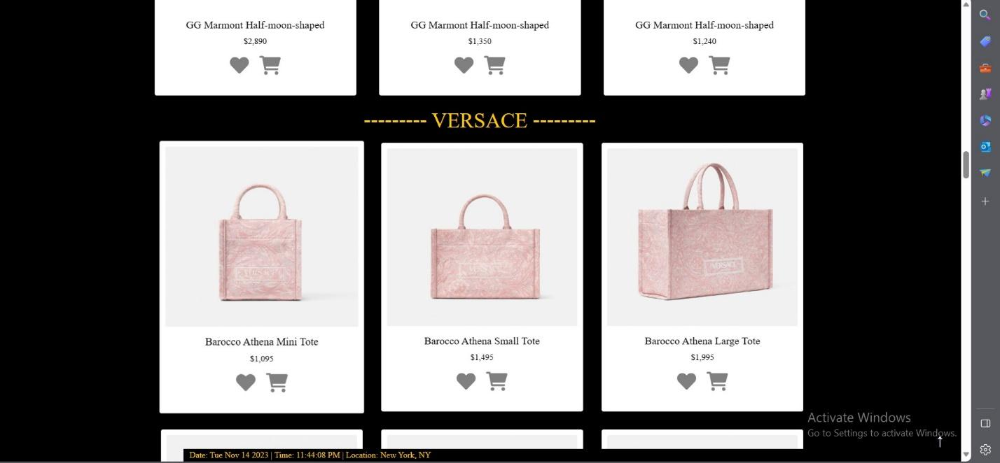 GG Marmont Half-moon-shaped GG Marmont Half-moon-shaped GG Marmont Half-moon-shaped
$2,890 $1,350 $1,240
--------- VERSACE ---------
VERSACE VERSACE VERSACE
Barocco Athena Mini Tote Barocco Athena Small Tote Barocco Athena Large Tote
$1,095 $1,495 $1,995
Activate Windows
Go to Settings to activate Windows.
Date: Tue Nov 14 2023 | Time: 11:44:08 PM | Location: New York, NY